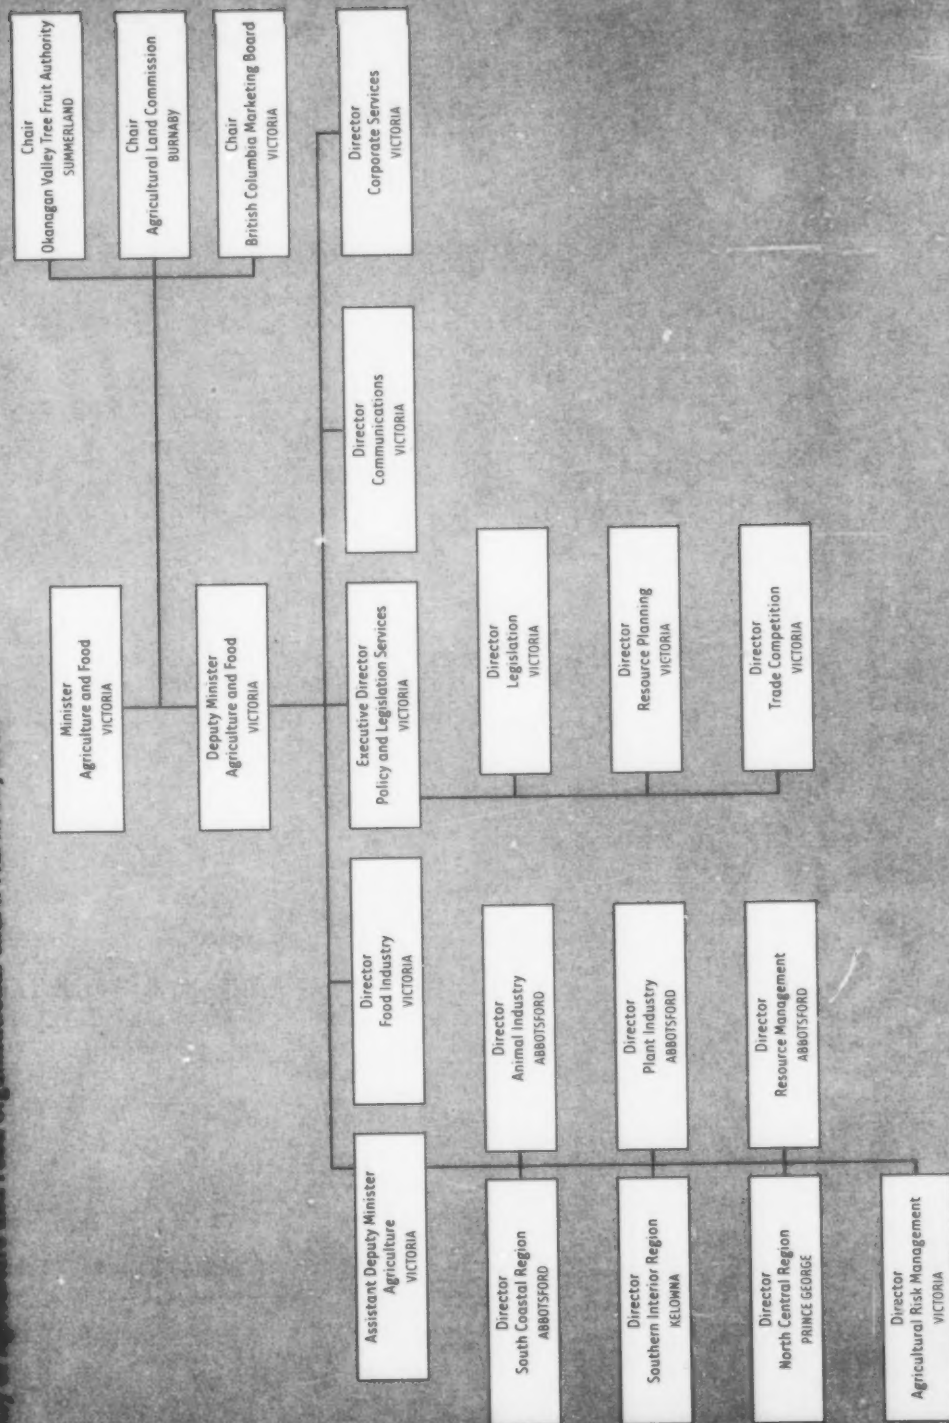 Minister
Agriculture and Food
VICTORIA
Deputy Minister
Agriculture and Food
VICTORIA
Chair
Okanagan Valley Tree Fruit Authority
SUMMERLAND
Chair
Agricultural Land Commission
BURNABY
Chair
British Columbia Marketing Board
VICTORIA
Assistant Deputy Minister
Agriculture
VICTORIA
Director
Food Industry
VICTORIA
Executive Director
Policy and Legislation Services
VICTORIA
Director
Communications
VICTORIA
Director
Corporate Services
VICTORIA
Director
South Coastal Region
ABBOTSFORD
Director
Animal Industry
ABBOTSFORD
Director
Southern Interior Region
KELOWNA
Director
Plant Industry
ABBOTSFORD
Director
North Central Region
PRINCE GEORGE
Director
Resource Management
ABBOTSFORD
Director
Agricultural Risk Management
VICTORIA
Director
Legislation
VICTORIA
Director
Resource Planning
VICTORIA
Director
Trade Competition
VICTORIA